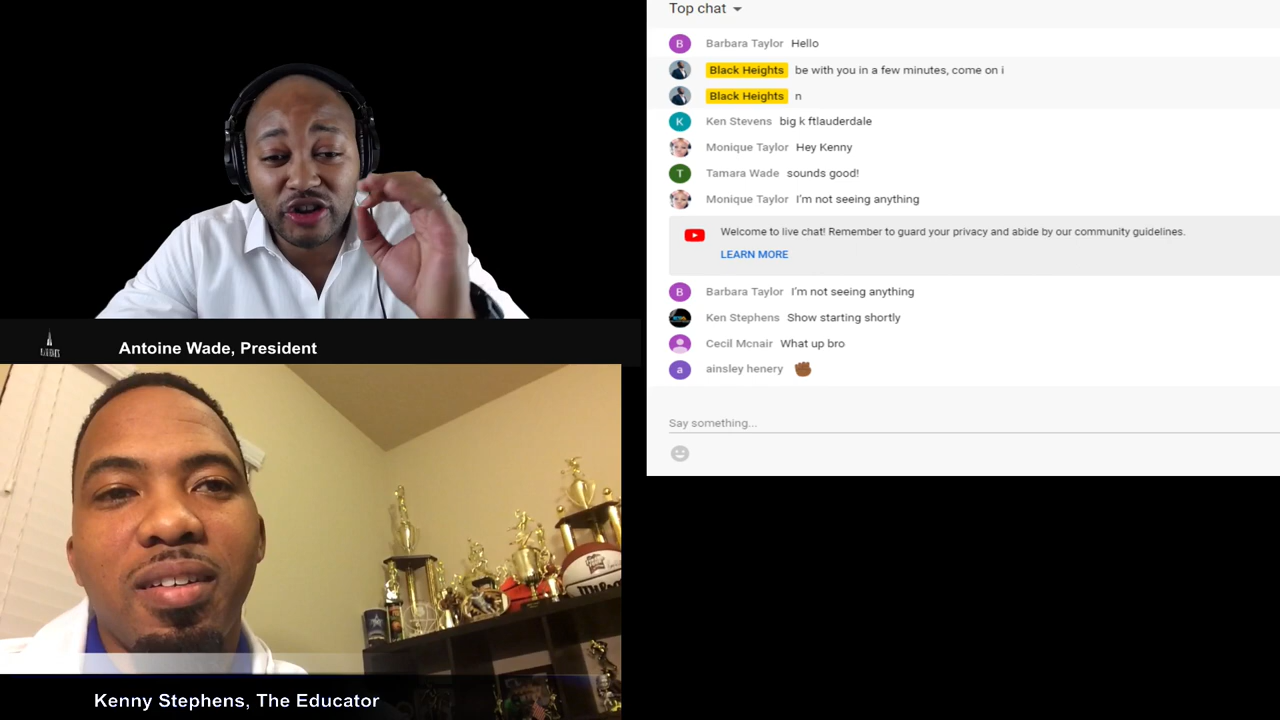 Top chat
B Barbara Taylor Hello
Black Heights be with you in a few minutes, come on i
Black Heights n
K Ken Stevens big k ftlauderdale
Monique Taylor Hey Kenny
T Tamara Wade sounds good!
Monique Taylor I'm not seeing anything
Welcome to live chat! Remember to guard your privacy and abide by our community guidelines.
LEARN MORE
B Barbara Taylor I'm not seeing anything
Ken Stephens Show starting shortly
Cecil Mcnair What up bro
a ainsley henery
Say something...
Antoine Wade, President
Kenny Stephens, The Educator